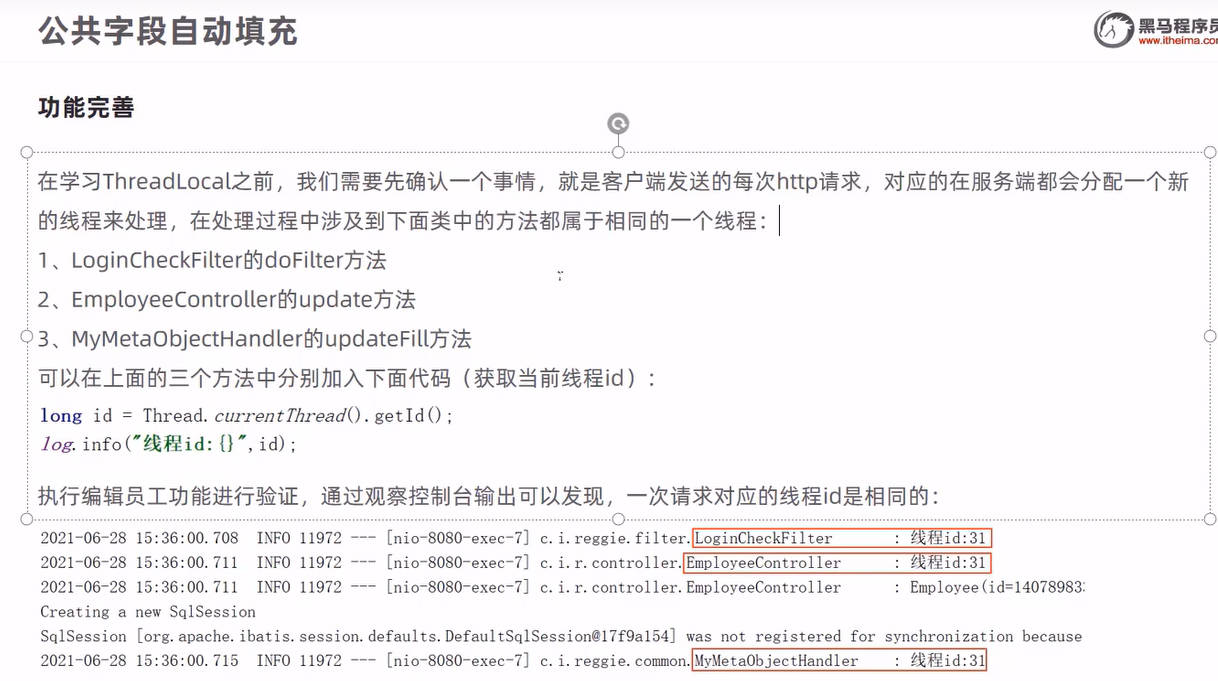 公共字段自动填充
黑马程序员
www.itheima.com
功能完善
在学习ThreadLocal之前，我们需要先确认一个事情，就是客户端发送的每次http请求，对应的在服务端都会分配一个新
的线程来处理，在处理过程中涉及到下面类中的方法都属于相同的一个线程：
1、LoginCheckFilter的doFilter方法
2、EmployeeController的update方法
3、MyMetaObjectHandler的updateFill方法
可以在上面的三个方法中分别加入下面代码（获取当前线程id）：
long id = Thread.currentThread().getId();
log.info("线程id:{}",id);
执行编辑员工功能进行验证，通过观察控制台输出可以发现，一次请求对应的线程id是相同的：
2021-06-28 15:36:00.708  INFO 11972 --- [nio-8080-exec-7] c.i.reggie.filter.LoginCheckFilter       : 线程id:31
2021-06-28 15:36:00.711  INFO 11972 --- [nio-8080-exec-7] c.i.r.controller.EmployeeController      : 线程id:31
2021-06-28 15:36:00.711  INFO 11972 --- [nio-8080-exec-7] c.i.r.controller.EmployeeController      : Employee(id=14078983
Creating a new SqlSession
SqlSession [org.apache.ibatis.session.defaults.DefaultSqlSession@17f9a154] was not registered for synchronization because
2021-06-28 15:36:00.715  INFO 11972 --- [nio-8080-exec-7] c.i.reggie.common.MyMetaObjectHandler    : 线程id:31